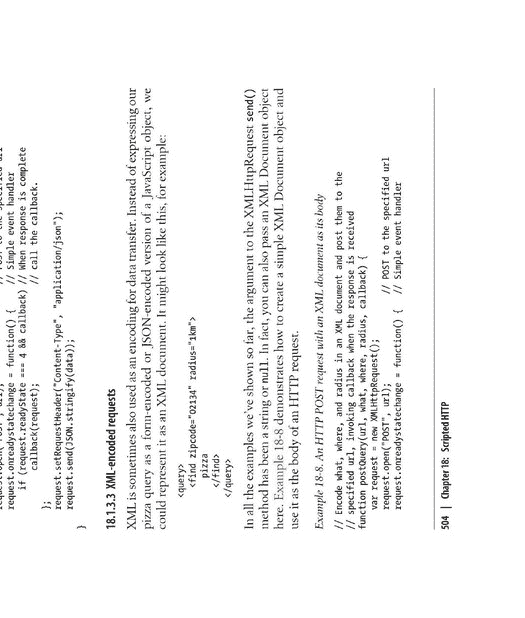 // POST to the specified url
request.onreadystatechange = function() { // Simple event handler
if (request.readyState === 4 && callback) // When response is complete
callback(request); // call the callback.
};
request.setRequestHeader("Content-Type", "application/json");
request.send(JSON.stringify(data));
}
18.1.3.3 XML-encoded requests
XML is sometimes also used as an encoding for data transfer. Instead of expressing our
pizza query as a form-encoded or JSON-encoded version of a JavaScript object, we
could represent it as an XML document. It might look like this, for example:
<query>
<find zipcode="02134" radius="1km">
pizza
</find>
</query>
In all the examples we've shown so far, the argument to the XMLHttpRequest send()
method has been a string or null. In fact, you can also pass an XML Document object
here. Example 18-8 demonstrates how to create a simple XML Document object and
use it as the body of an HTTP request.
Example 18-8. An HTTP POST request with an XML document as its body
// Encode what, where, and radius in an XML document and post them to the
// specified url, invoking callback when the response is received
function postQuery(url, what, where, radius, callback) {
var request = new XMLHttpRequest();
request.open("POST", url); // POST to the specified url
request.onreadystatechange = function() { // Simple event handler
504 | Chapter 18: Scripted HTTP